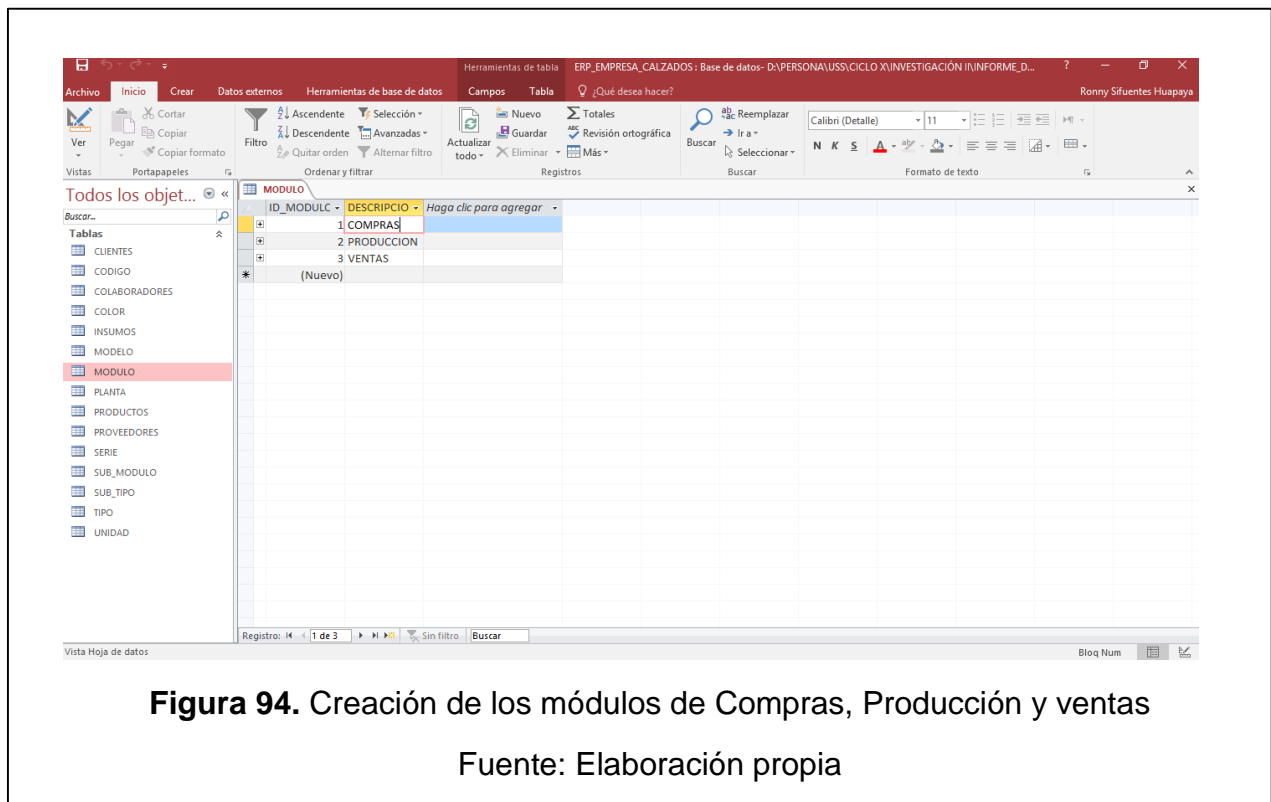 Herramientas de tabla ERP_EMPRESA_CALZADOS : Base de datos- D:\PERSONA\USS\CICLO X\INVESTIGACIÓN II\INFORME_D... ?
Archivo Inicio Crear Datos externos Herramientas de base de datos Campos Tabla ¿Qué desea hacer? Ronny Sifuentes Huapaya
Ver
Pegar
Cortar
Copiar
Copiar formato
Filtro
Ascendente
Descendente
Quitar orden
Selección
Avanzadas
Alternar filtro
Actualizar todo
Nuevo
Guardar
Eliminar
Totales
Revisión ortográfica
Más
Buscar
Reemplazar
Ir a
Seleccionar
Calibri (Detalle) 11
N K S A
Vistas Portapapeles Ordenar y filtrar Registros Buscar Formato de texto
Todos los objet...
Buscar...
Tablas
CLIENTES
CODIGO
COLABORADORES
COLOR
INSUMOS
MODELO
MODULO
PLANTA
PRODUCTOS
PROVEEDORES
SERIE
SUB_MODULO
SUB_TIPO
TIPO
UNIDAD
MODULO
ID_MODULC DESCRIPCIO Haga clic para agregar
1 COMPRAS
2 PRODUCCION
3 VENTAS
(Nuevo)
Registro: 1 de 3 Sin filtro Buscar
Vista Hoja de datos Bloq Num
Figura 94. Creación de los módulos de Compras, Producción y ventas
Fuente: Elaboración propia